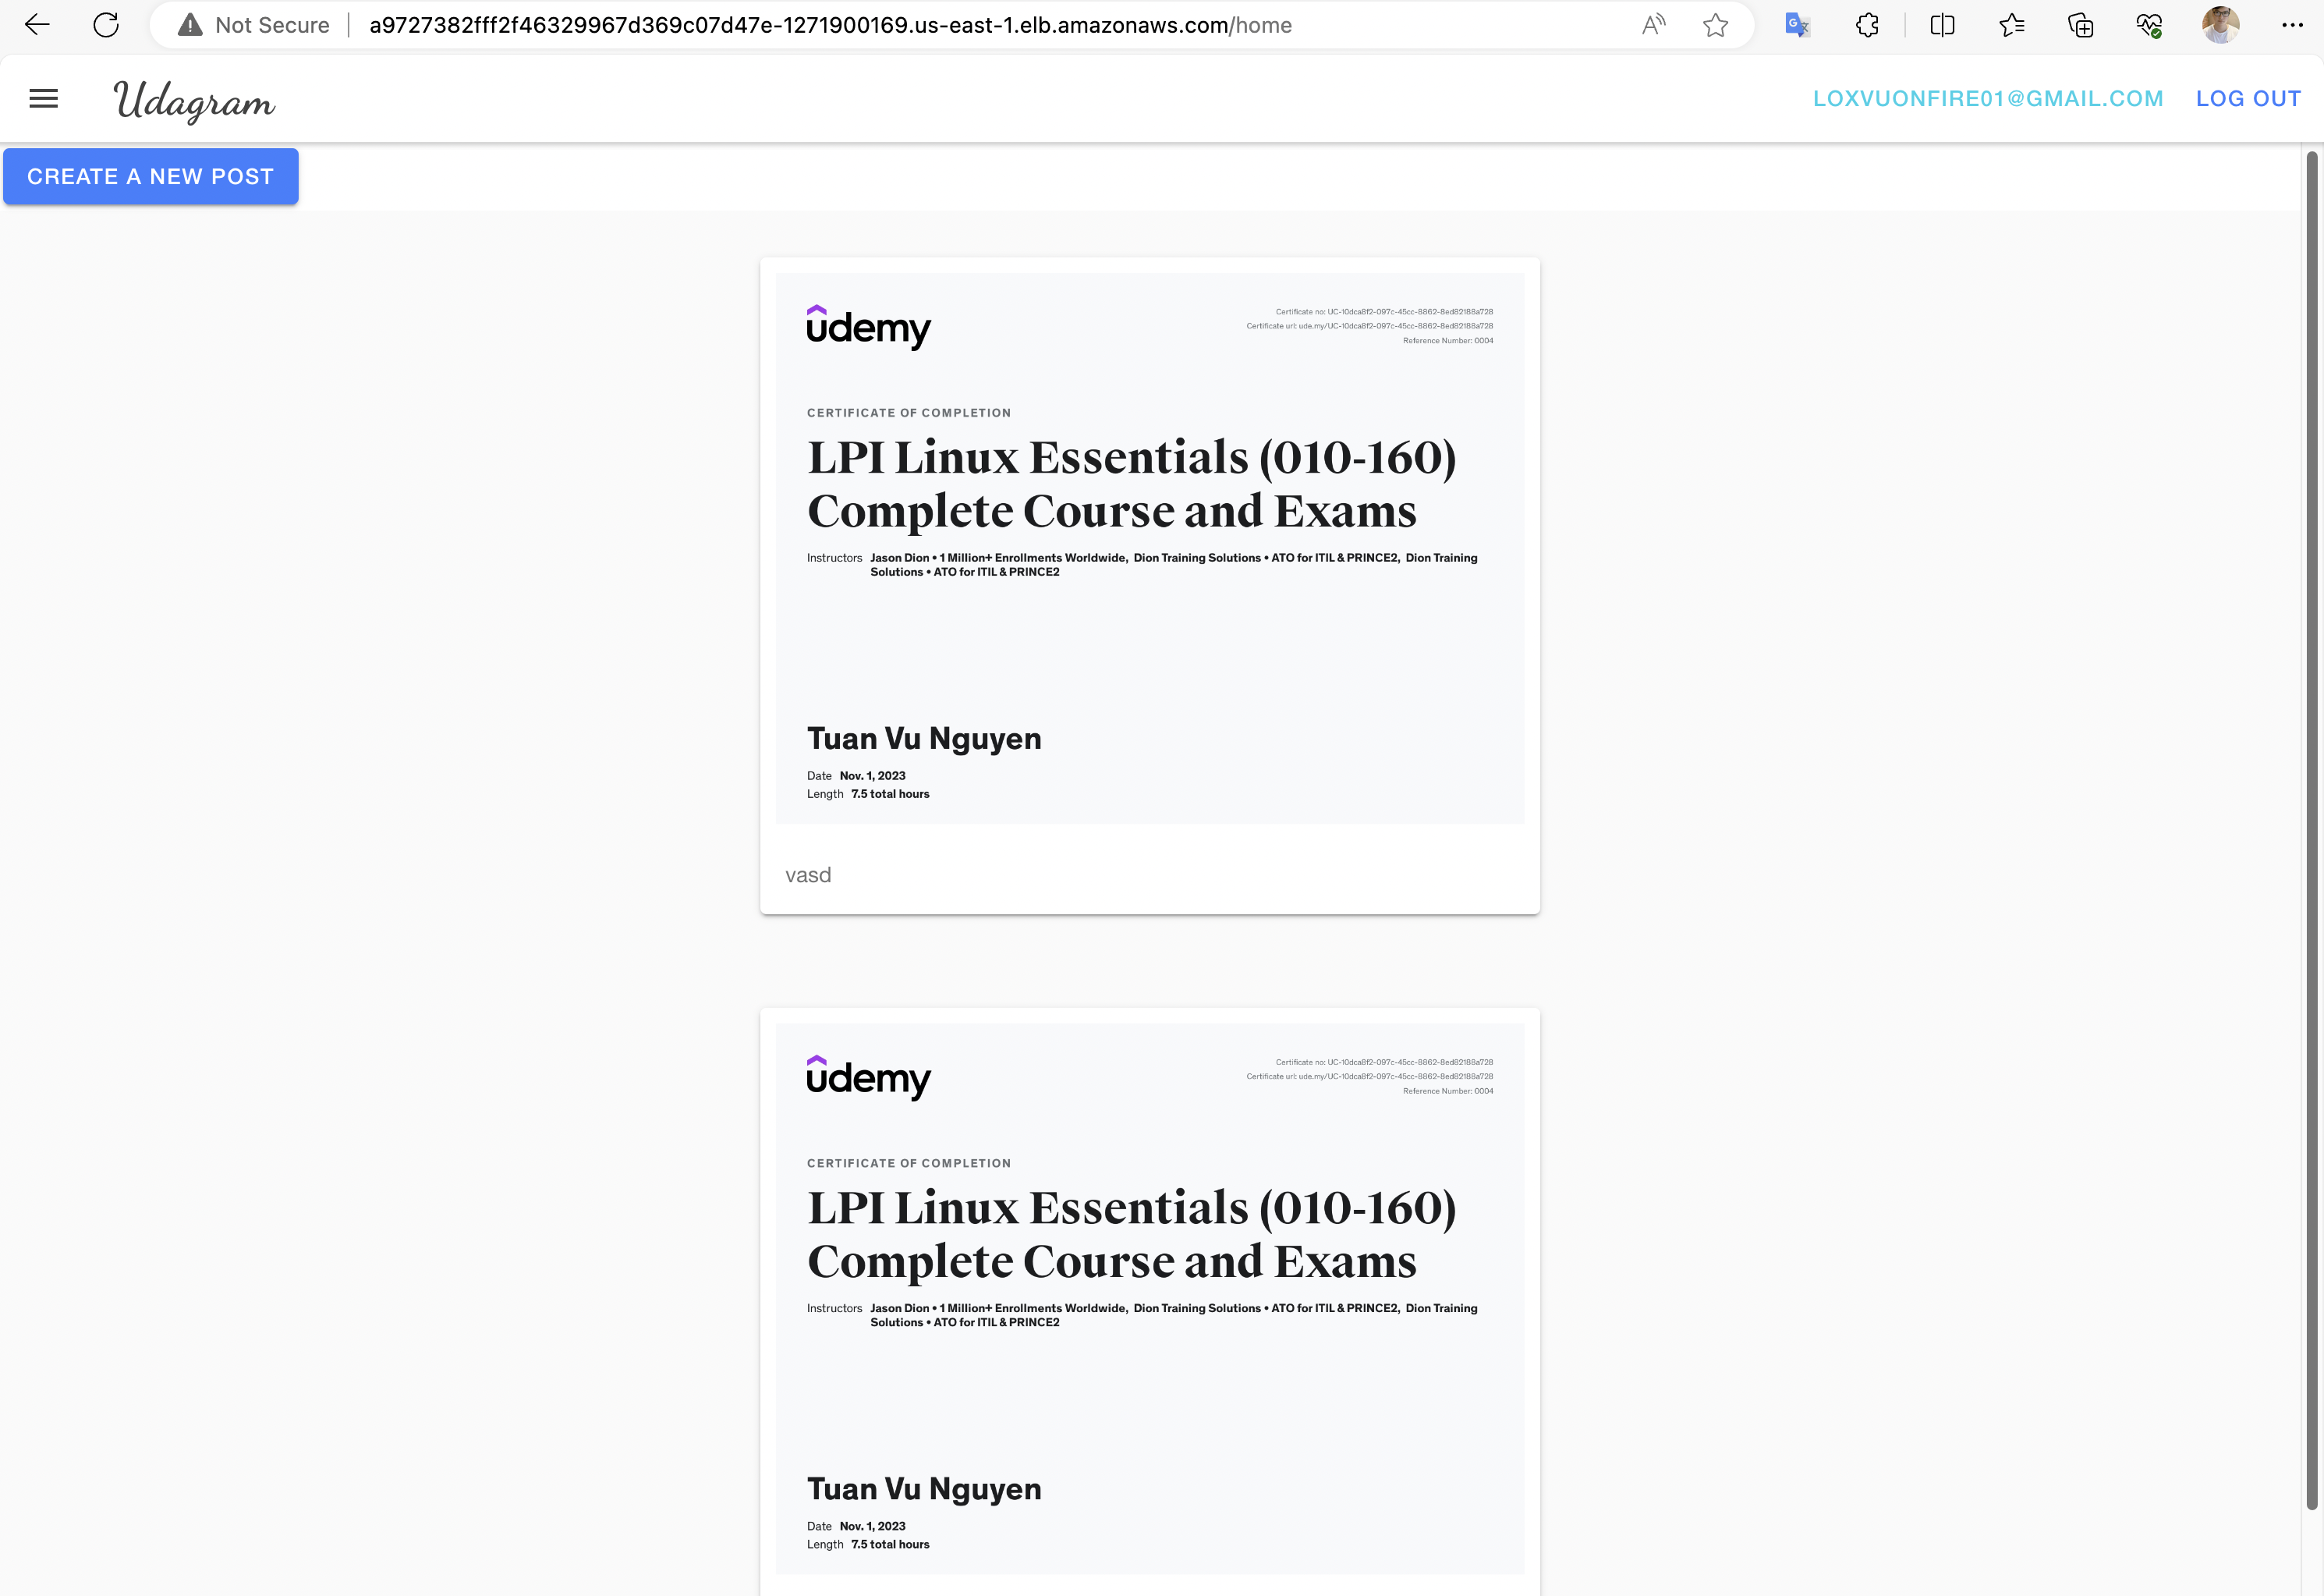 Not Secure
a9727382fff2f46329967d369c07d47e-1271900169.us-east-1.elb.amazonaws.com/home
Udagram
LOXVUONFIRE01@GMAIL.COM LOG OUT
CREATE A NEW POST
udemy
Certificate no: UC-10dca8f2-097c-45cc-8862-8ed82188a728
Certificate url: ude.my/UC-10dca8f2-097c-45cc-8862-8ed82188a728
Reference Number: 0004
CERTIFICATE OF COMPLETION
LPI Linux Essentials (010-160)
Complete Course and Exams
Instructors Jason Dion • 1 Million+ Enrollments Worldwide, Dion Training Solutions • ATO for ITIL & PRINCE2, Dion Training
Solutions • ATO for ITIL & PRINCE2
Tuan Vu Nguyen
Date Nov. 1, 2023
Length 7.5 total hours
vasd
udemy
Certificate no: UC-10dca8f2-097c-45cc-8862-8ed82188a728
Certificate url: ude.my/UC-10dca8f2-097c-45cc-8862-8ed82188a728
Reference Number: 0004
CERTIFICATE OF COMPLETION
LPI Linux Essentials (010-160)
Complete Course and Exams
Instructors Jason Dion • 1 Million+ Enrollments Worldwide, Dion Training Solutions • ATO for ITIL & PRINCE2, Dion Training
Solutions • ATO for ITIL & PRINCE2
Tuan Vu Nguyen
Date Nov. 1, 2023
Length 7.5 total hours